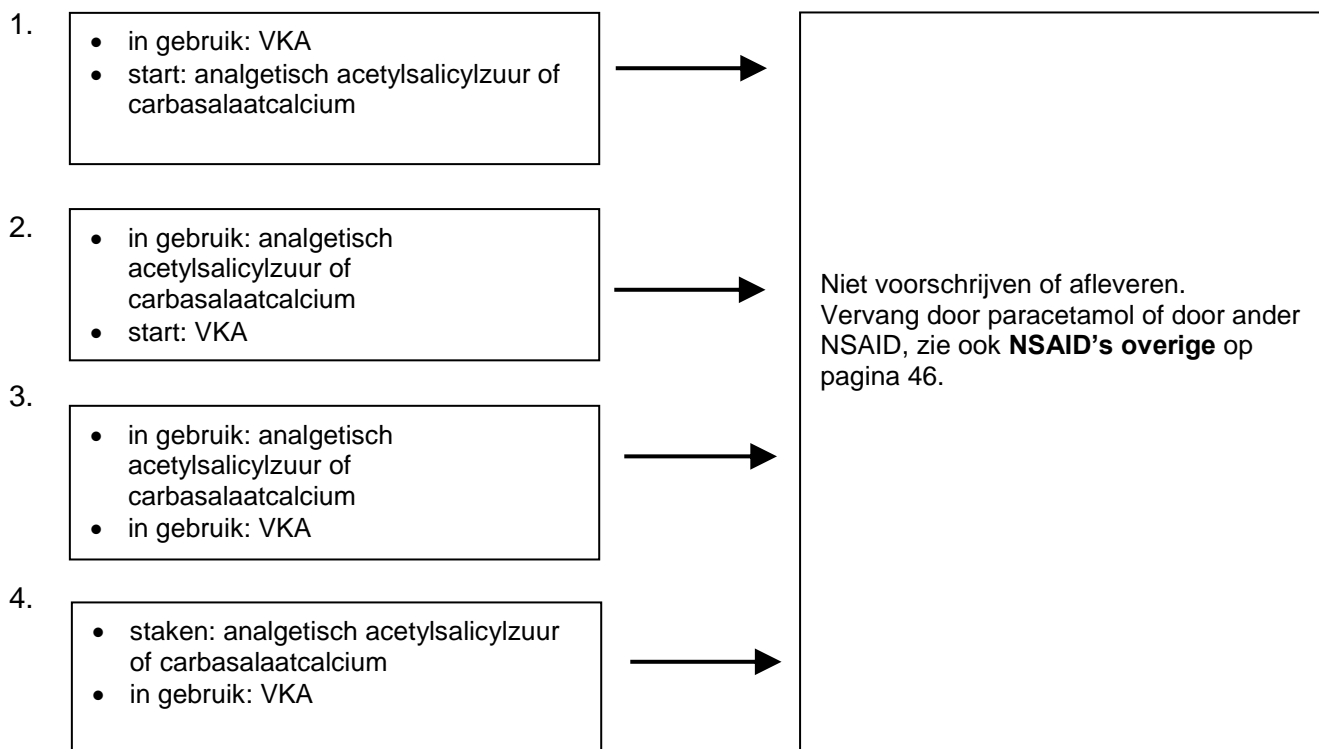 1.
• in gebruik: VKA
• start: analgetisch acetylsalicylzuur of
carbasalaatcalcium
2.
• in gebruik: analgetisch
acetylsalicylzuur of
carbasalaatcalcium
• start: VKA
3.
• in gebruik: analgetisch
acetylsalicylzuur of
carbasalaatcalcium
• in gebruik: VKA
4.
• staken: analgetisch acetylsalicylzuur
of carbasalaatcalcium
• in gebruik: VKA
Niet voorschrijven of afleveren.
Vervang door paracetamol of door ander
NSAID, zie ook NSAID’s overige op
pagina 46.